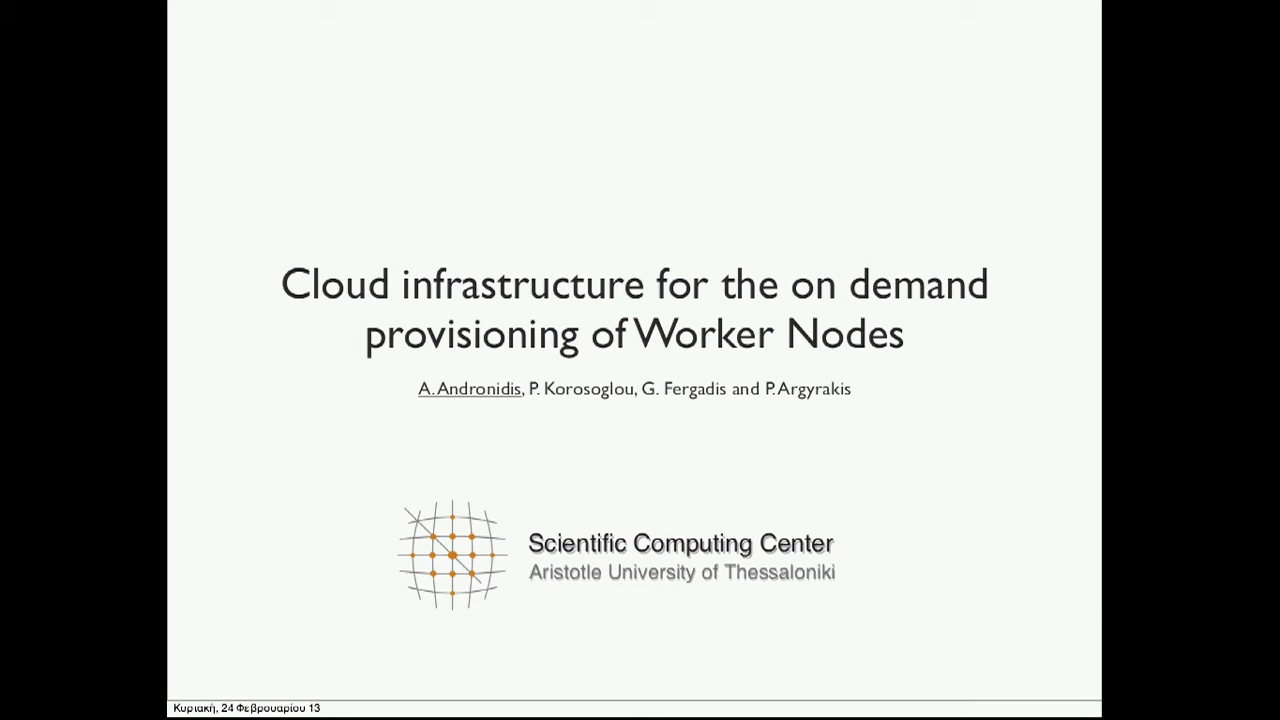 Cloud infrastructure for the on demand
provisioning of Worker Nodes
A. Andronidis, P. Korosoglou, G. Fergadis and P. Argyrakis
Scientific Computing Center
Aristotle University of Thessaloniki
Κυριακή, 24 Φεβρουαρίου 13